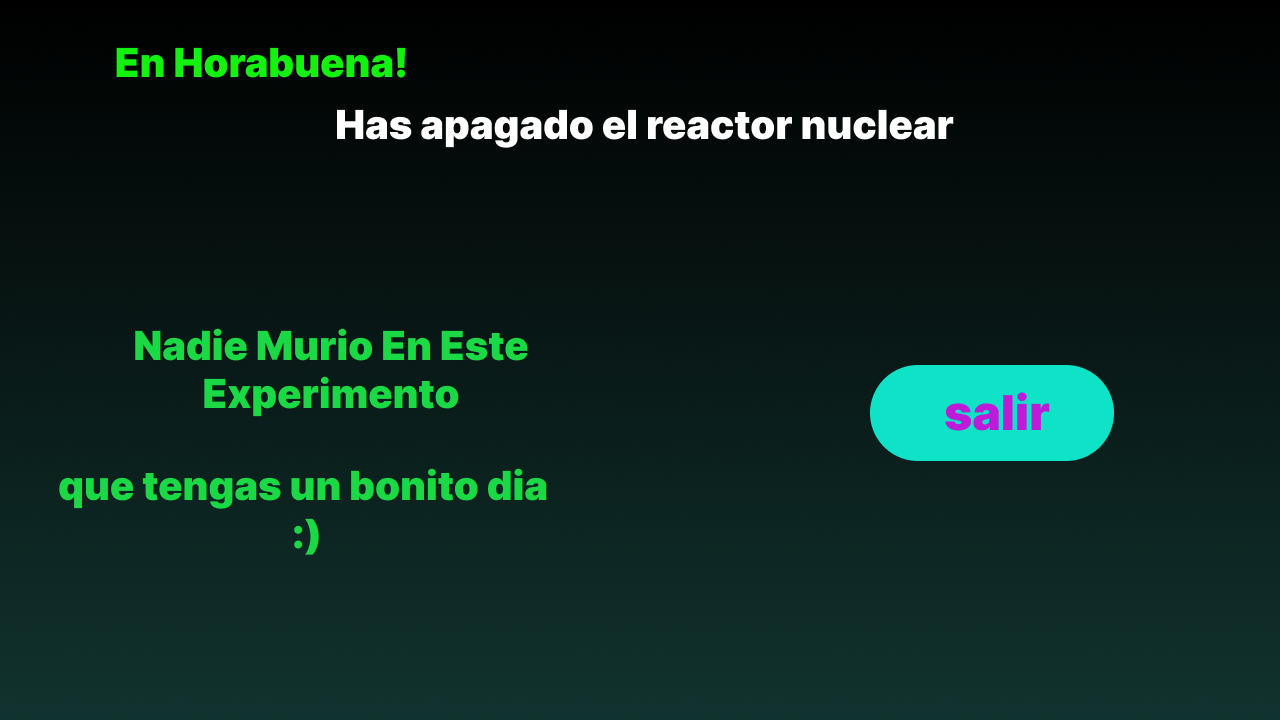 En Horabuena!
Has apagado el reactor nuclear
Nadie Murio En Este
Experimento
salir
que tengas un bonito dia
:)